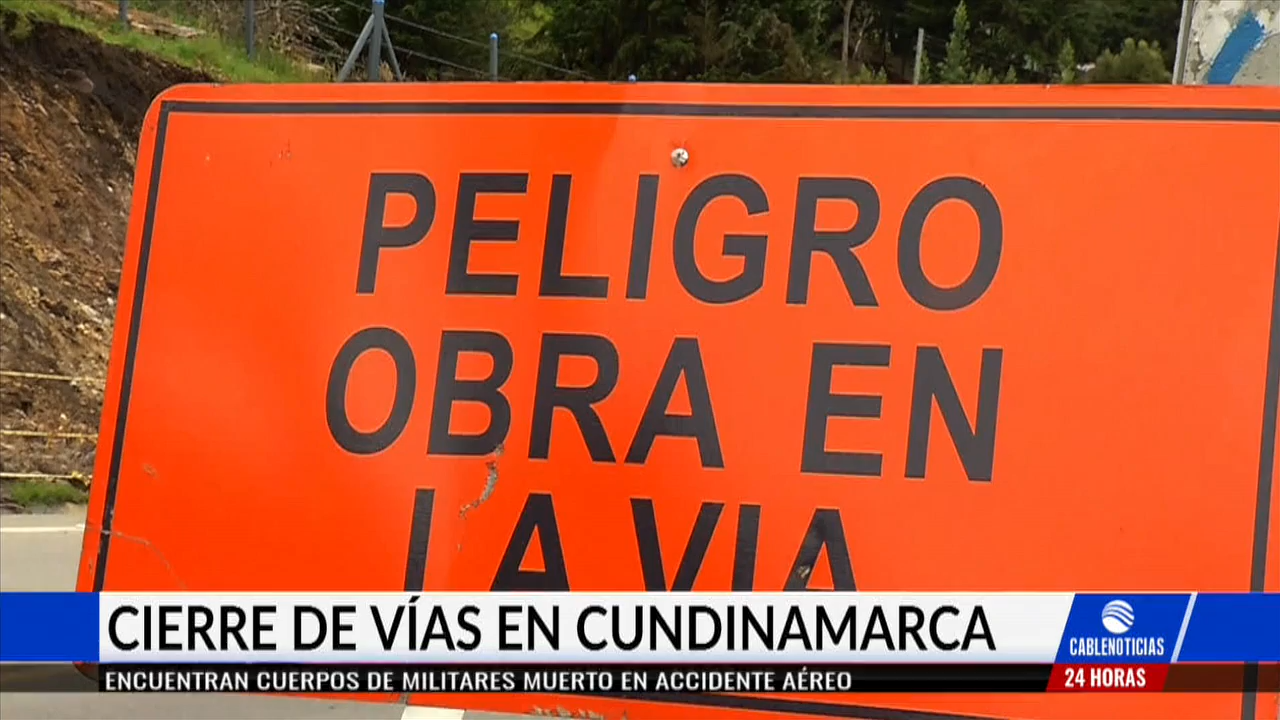 PELIGRO
OBRA EN
LA VIA
CIERRE DE VÍAS EN CUNDINAMARCA
CABLENOTICIAS
24 HORAS
ENCUENTRAN CUERPOS DE MILITARES MUERTO EN ACCIDENTE AÉREO